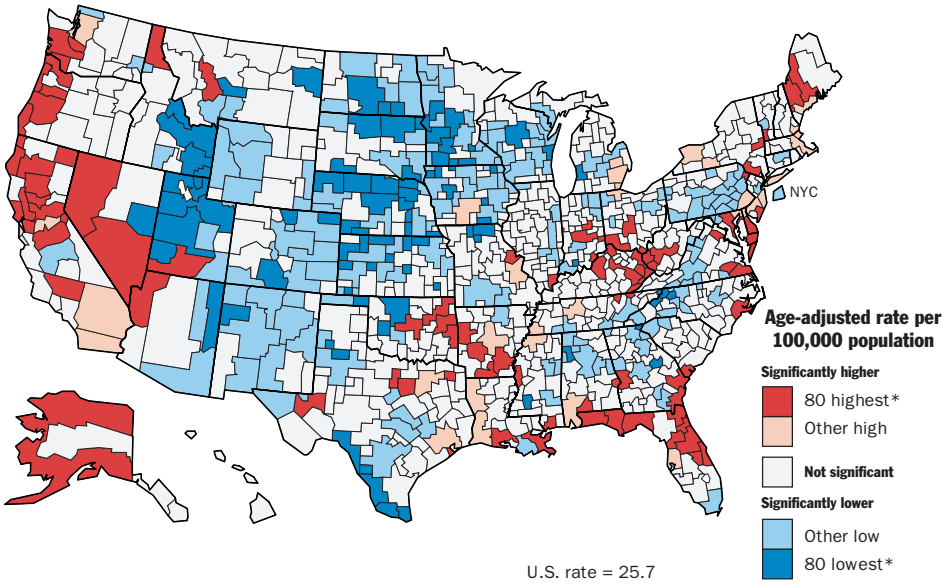 NYC
Age-adjusted rate per
100,000 population
Significantly higher
80 highest*
Other high
Not significant
Significantly lower
Other low
80 lowest*
U.S. rate = 25.7